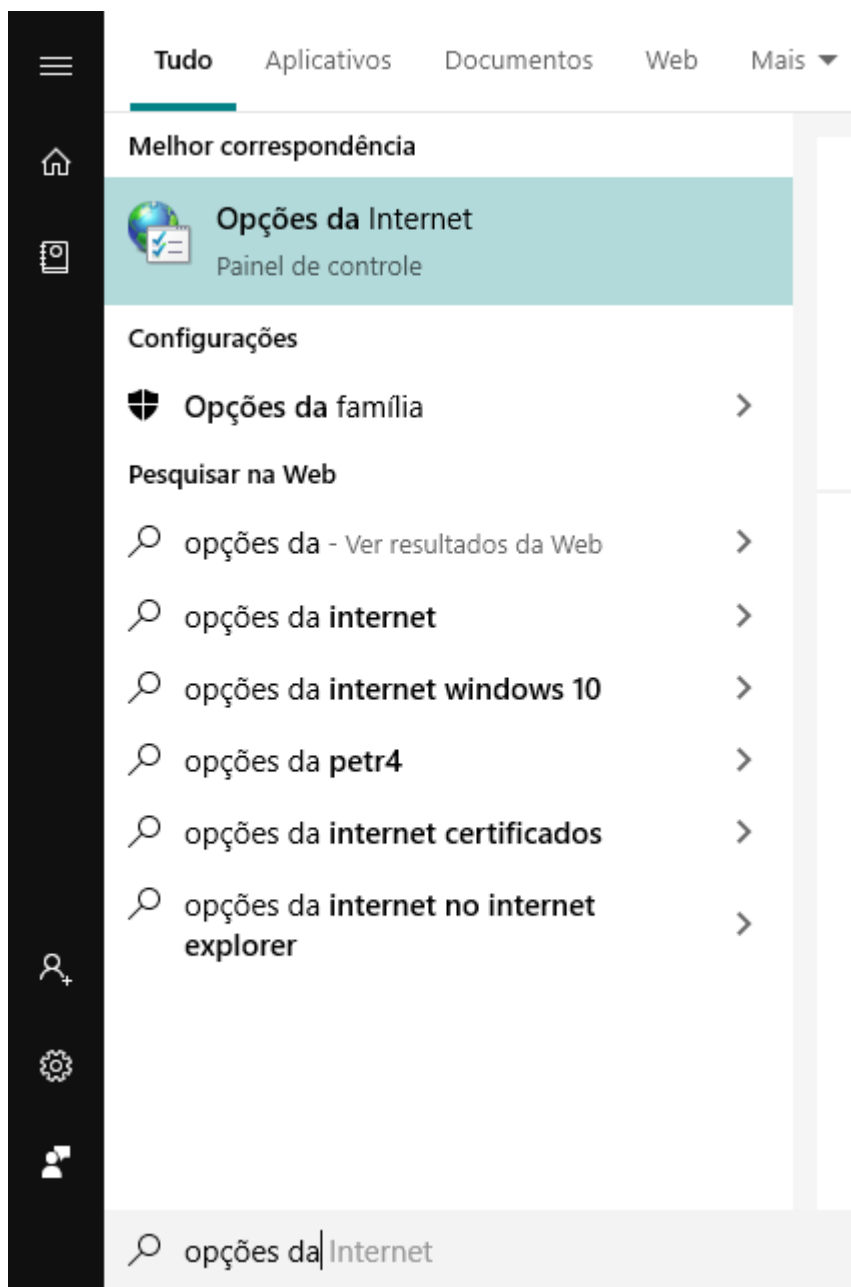 Tudo Aplicativos Documentos Web Mais
Melhor correspondência
Opções da Internet
Painel de controle
Configurações
Opções da família
Pesquisar na Web
opções da - Ver resultados da Web
opções da internet
opções da internet windows 10
opções da petr4
opções da internet certificados
opções da internet no internet
explorer
opções da Internet